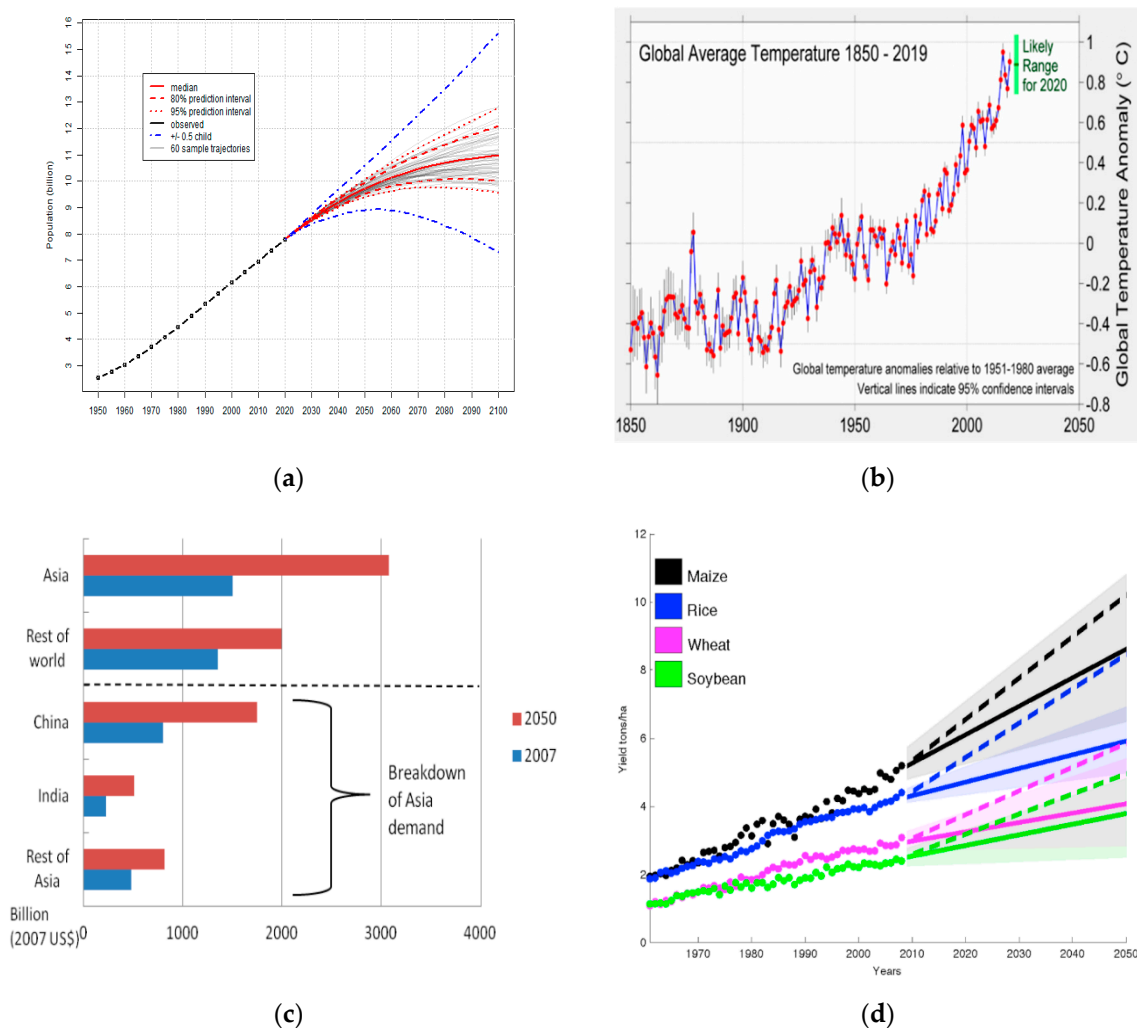 16
15
14
13
12
11
10
9
8
7
6
5
4
3
Population (billion)
median
80% prediction interval
95% prediction interval
observed
+/- 0.5 child
60 sample trajectories
1950 1960 1970 1980 1990 2000 2010 2020 2030 2040 2050 2060 2070 2080 2090 2100
(a)
Global Average Temperature 1850 - 2019
Likely
Range
for 2020
1
0.8
0.6
0.4
0.2
0
-0.2
-0.4
-0.6
-0.8
Global Temperature Anomaly (° C)
Global temperature anomalies relative to 1951-1980 average
Vertical lines indicate 95% confidence intervals
1850 1900 1950 2000 2050
(b)
Asia
Rest of
world
China
India
Rest of
Asia
Breakdown
of Asia
demand
2050
2007
Billion
(2007 US$)
0 1000 2000 3000 4000
(c)
12
10
8
6
4
2
0
Yield tons/ha
Maize
Rice
Wheat
Soybean
1970 1980 1990 2000 2010 2020 2030 2040 2050
Years
(d)